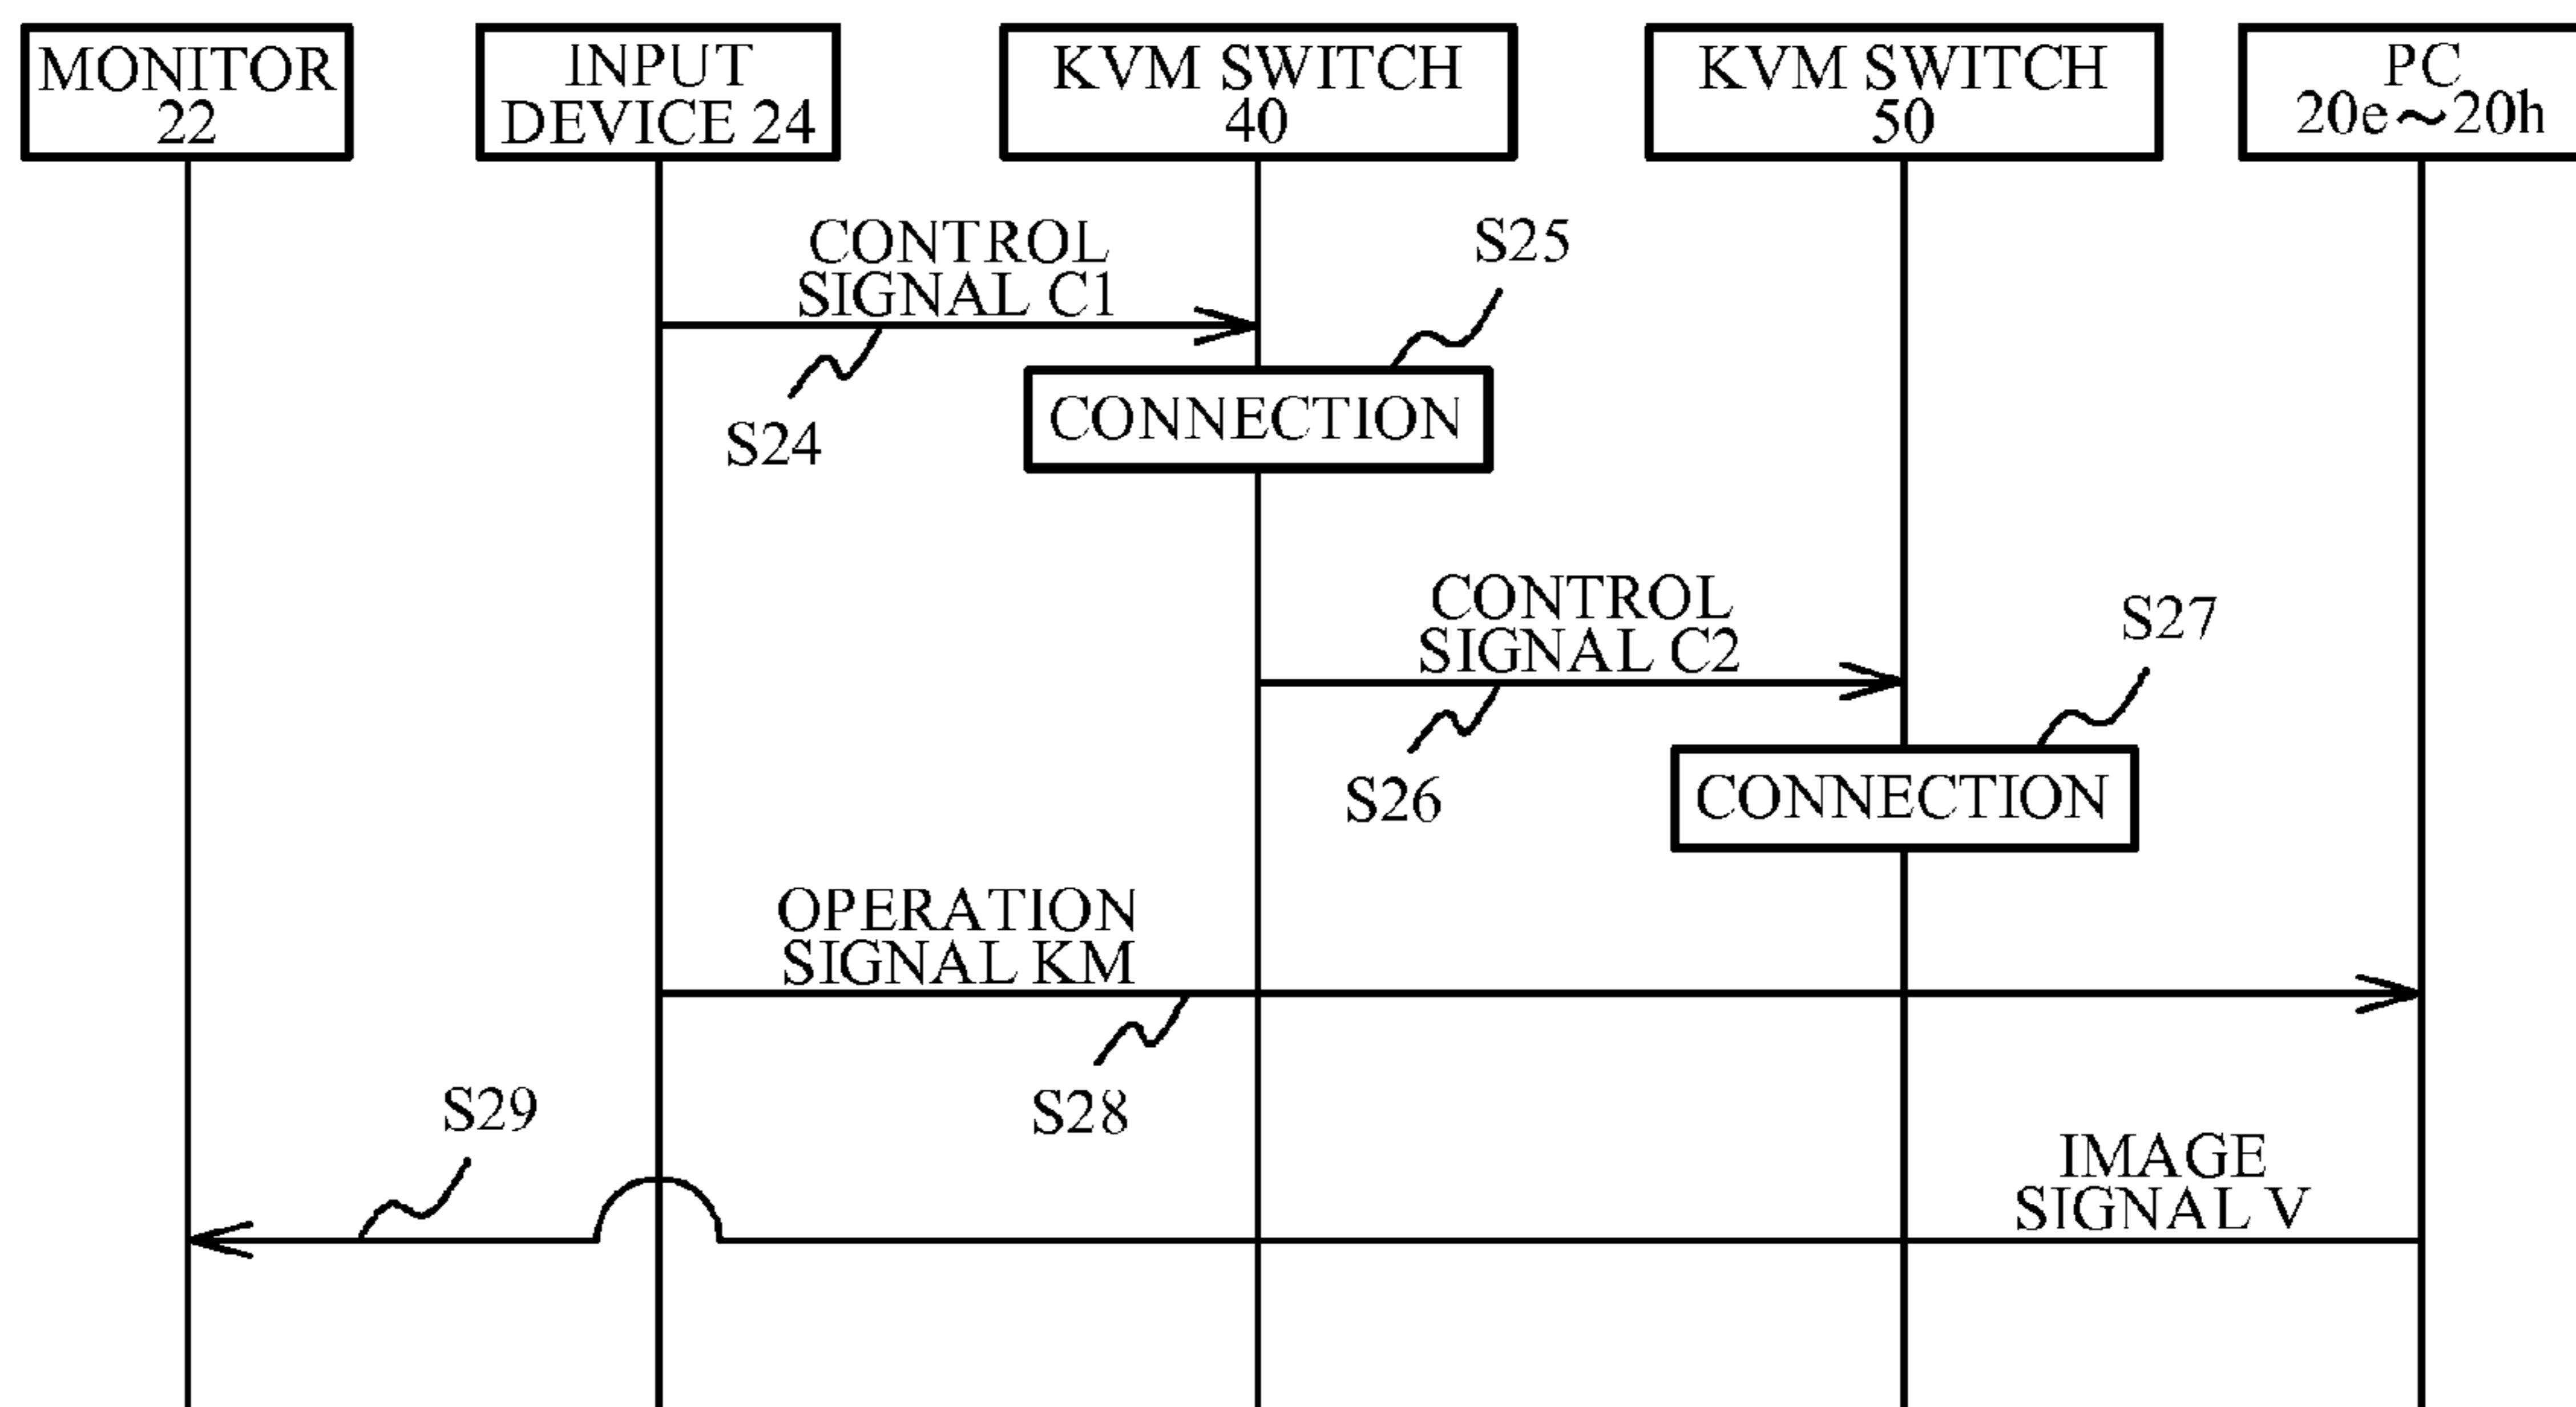 MONITOR
22
INPUT
DEVICE 24
KVM SWITCH
40
KVM SWITCH
50
PC
20e~20h
CONTROL
SIGNAL C1
S25
S24
CONNECTION
CONTROL
SIGNAL C2
S27
S26
CONNECTION
OPERATION
SIGNAL KM
S28
S29
IMAGE
SIGNAL V